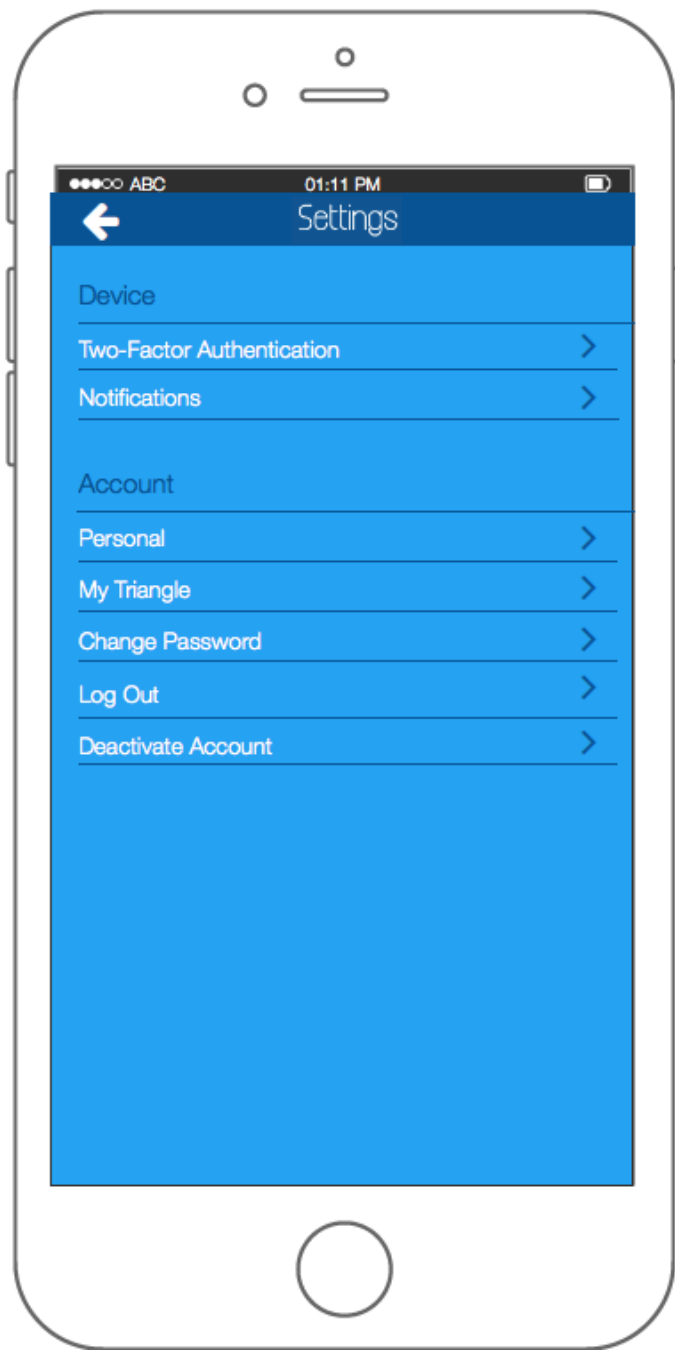 ABC 01:11 PM
Settings
Device
Two-Factor Authentication
Notifications
Account
Personal
My Triangle
Change Password
Log Out
Deactivate Account